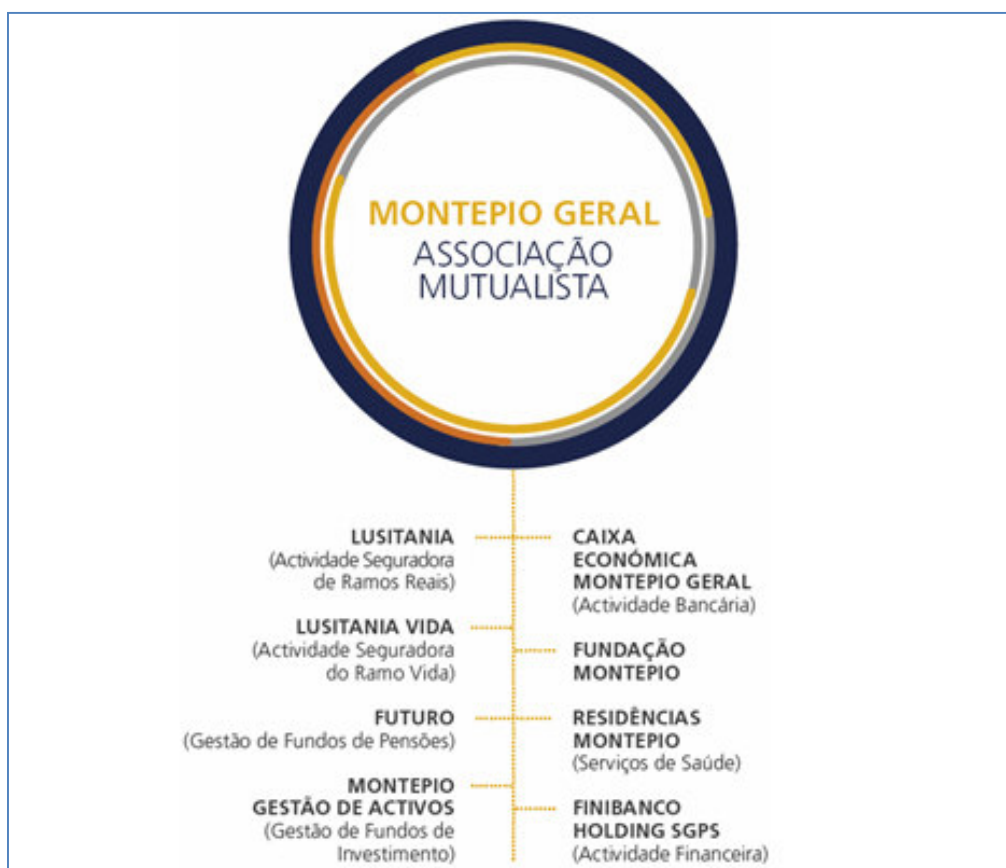 MONTEPIO GERAL
ASSOCIAÇÃO
MUTUALISTA
LUSITANIA
(Actividade Seguradora
de Ramos Reais)
LUSITANIA VIDA
(Actividade Seguradora
do Ramo Vida)
FUTURO
(Gestão de Fundos de Pensões)
MONTEPIO
GESTÃO DE ACTIVOS
(Gestão de Fundos de
Investimento)
CAIXA
ECONÓMICA
MONTEPIO GERAL
(Actividade Bancária)
FUNDAÇÃO
MONTEPIO
RESIDÊNCIAS
MONTEPIO
(Serviços de Saúde)
FINIBANCO
HOLDING SGPS
(Actividade Financeira)